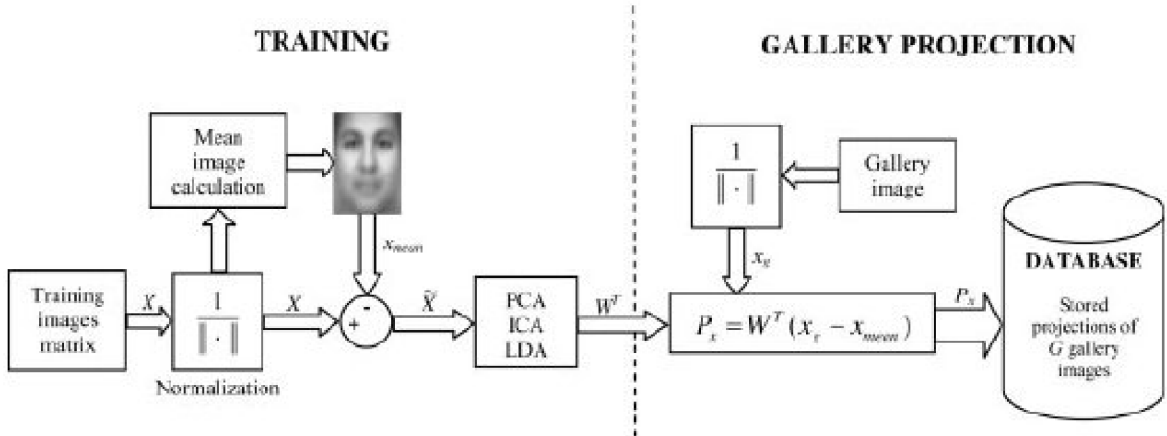 TRAINING
GALLERY PROJECTION
Mean
image
calculation
1
‖ · ‖
Gallery
image
x_mean
x_g
Training
images
matrix
X
1
‖ · ‖
X
+
-
X̃
PCA
ICA
LDA
W^T
P_x = W^T (x_g − x_mean)
P_x
DATABASE
Stored
projections of
G gallery
images
Normalization